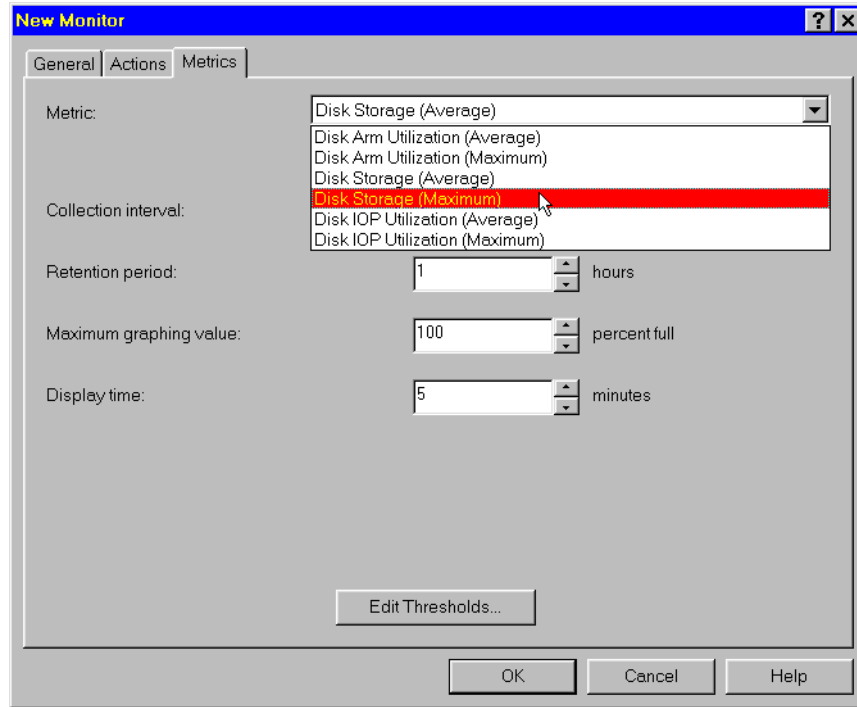 New Monitor
General Actions Metrics
Metric: Disk Storage (Average)
Disk Arm Utilization (Average)
Disk Arm Utilization (Maximum)
Disk Storage (Average)
Disk Storage (Maximum)
Collection interval:
Disk IOP Utilization (Average)
Disk IOP Utilization (Maximum)
Retention period: 1 hours
Maximum graphing value: 100 percent full
Display time: 5 minutes
Edit Thresholds...
OK Cancel Help